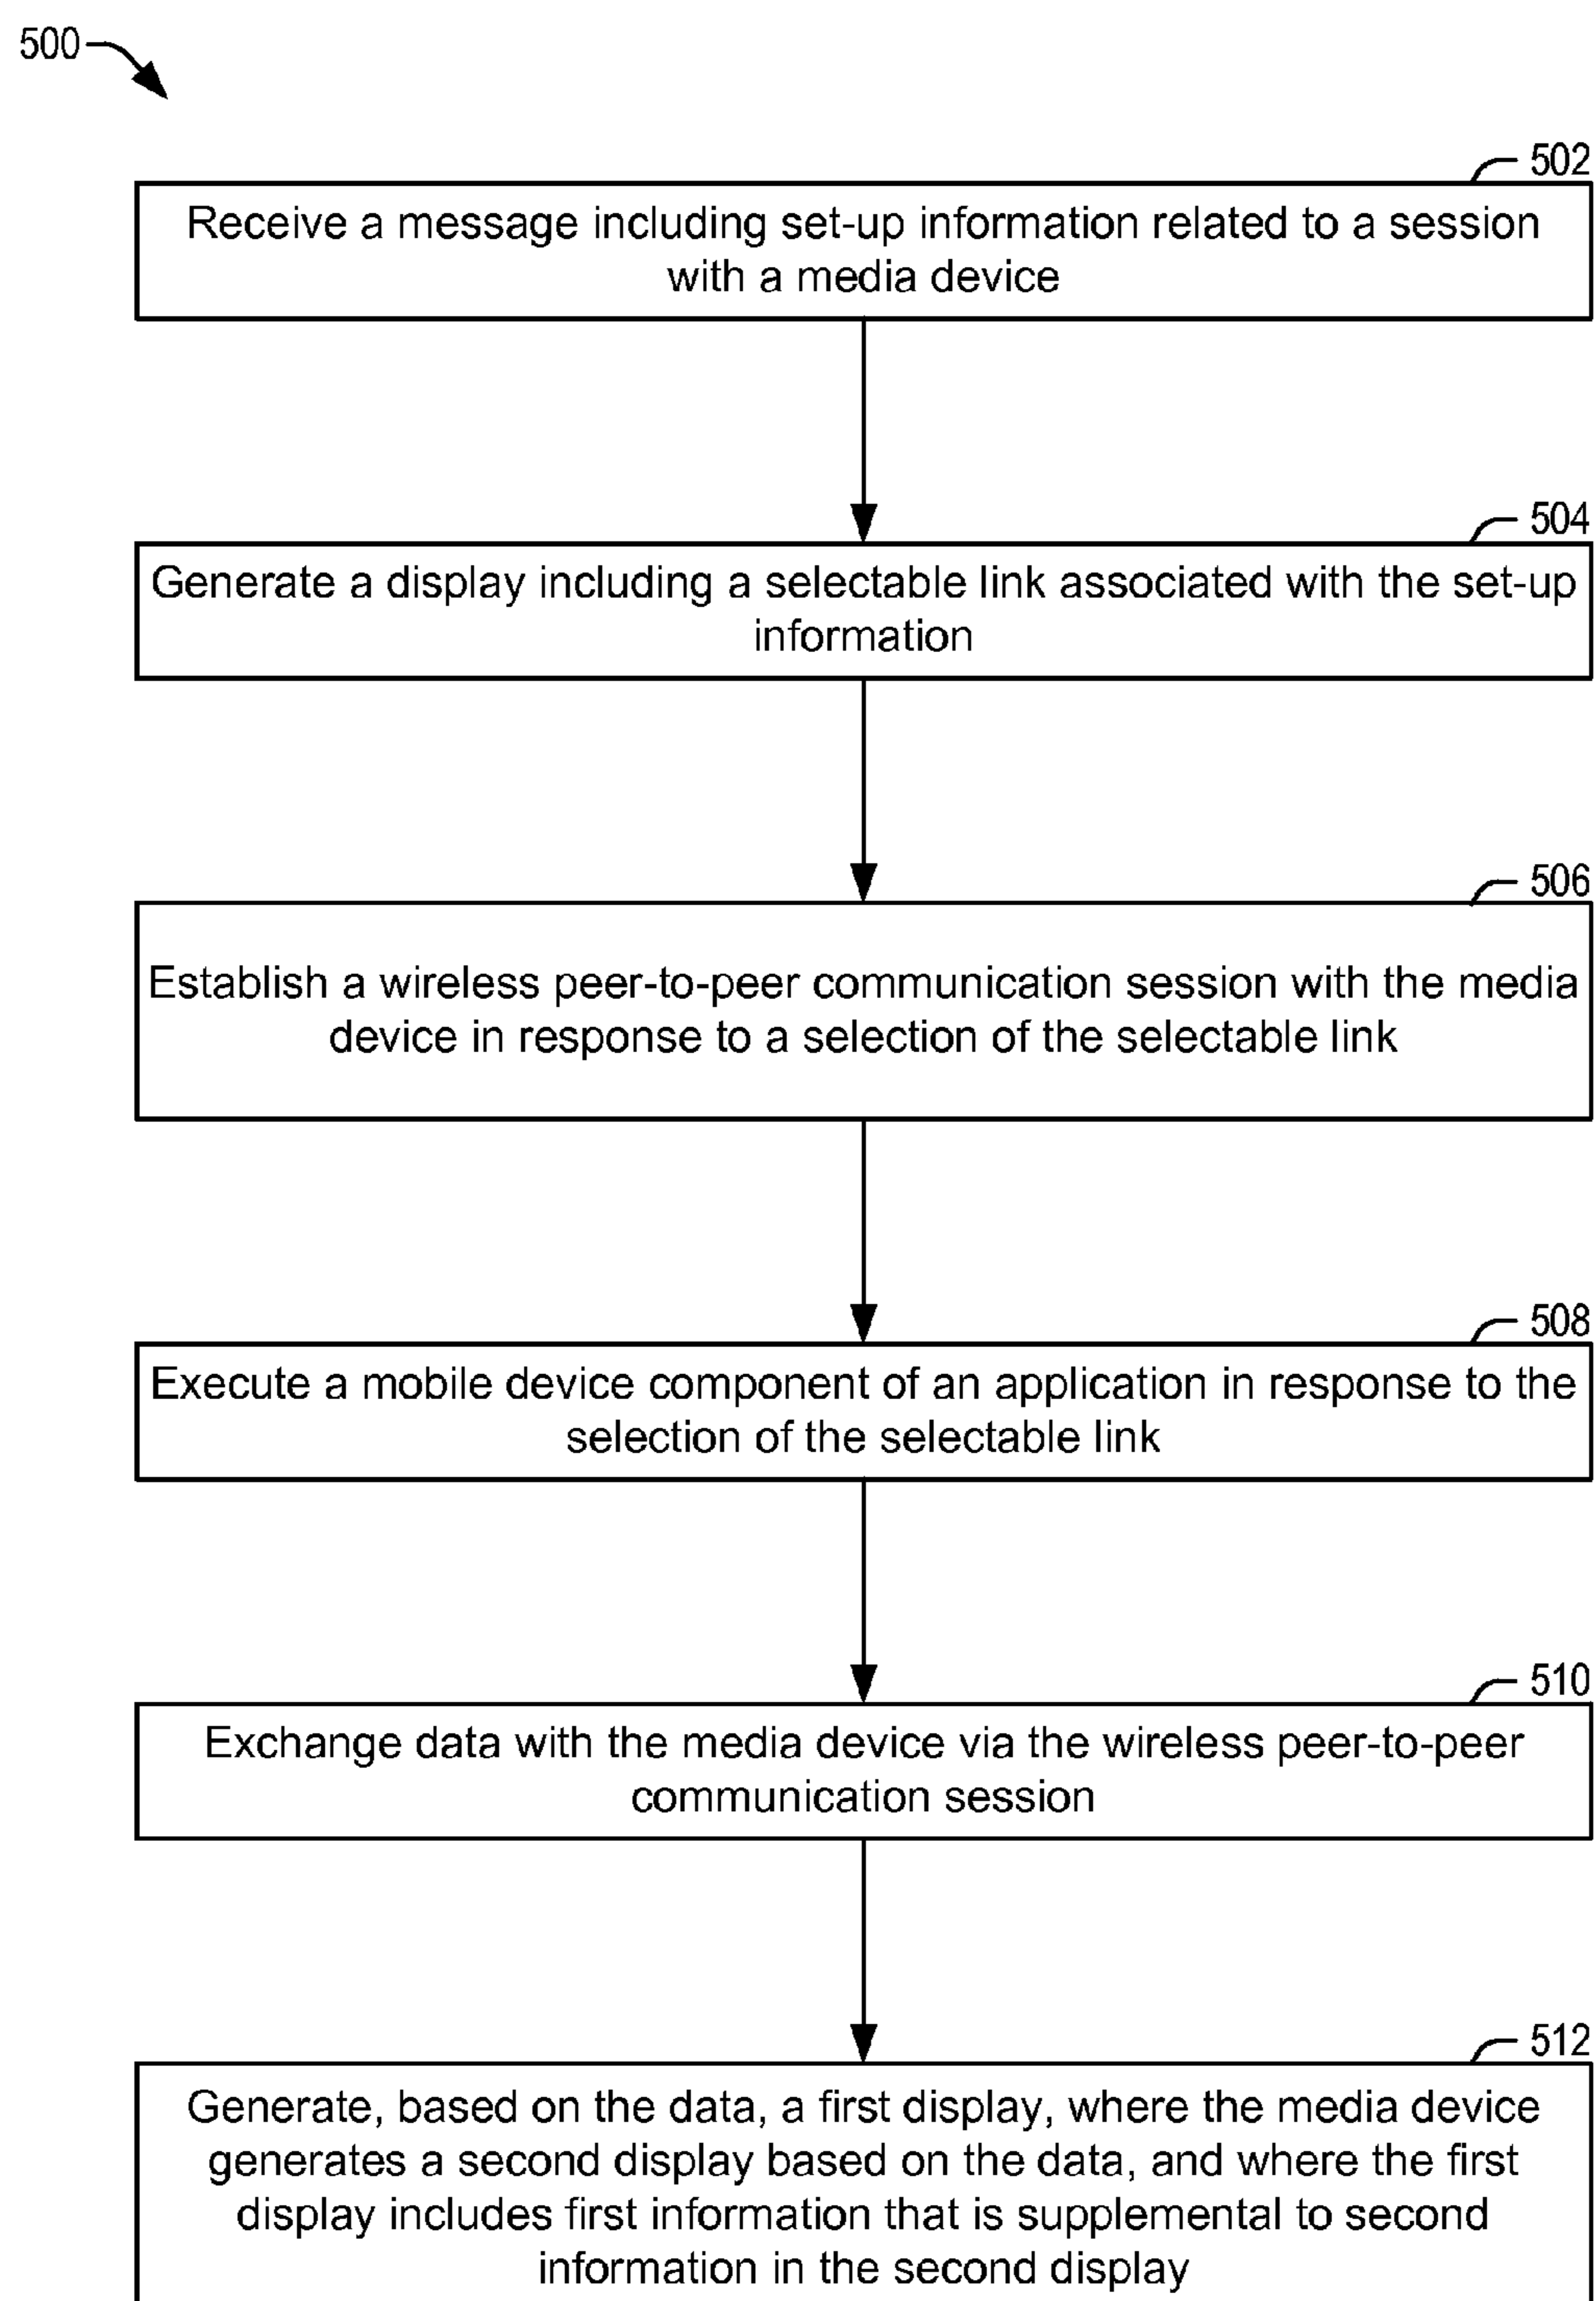 500
502
Receive a message including set-up information related to a session
with a media device
504
Generate a display including a selectable link associated with the set-up
information
506
Establish a wireless peer-to-peer communication session with the media
device in response to a selection of the selectable link
508
Execute a mobile device component of an application in response to the
selection of the selectable link
510
Exchange data with the media device via the wireless peer-to-peer
communication session
512
Generate, based on the data, a first display, where the media device
generates a second display based on the data, and where the first
display includes first information that is supplemental to second
information in the second display